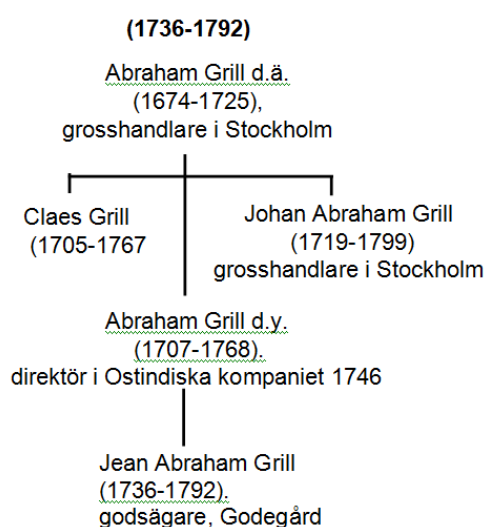 (1736-1792)
Abraham Grill d.ä.
(1674-1725),
grosshandlare i Stockholm
Claes Grill
(1705-1767
Johan Abraham Grill
(1719-1799)
grosshandlare i Stockholm
Abraham Grill d.y.
(1707-1768).
direktör i Ostindiska kompaniet 1746
Jean Abraham Grill
(1736-1792).
godsägare, Godegård